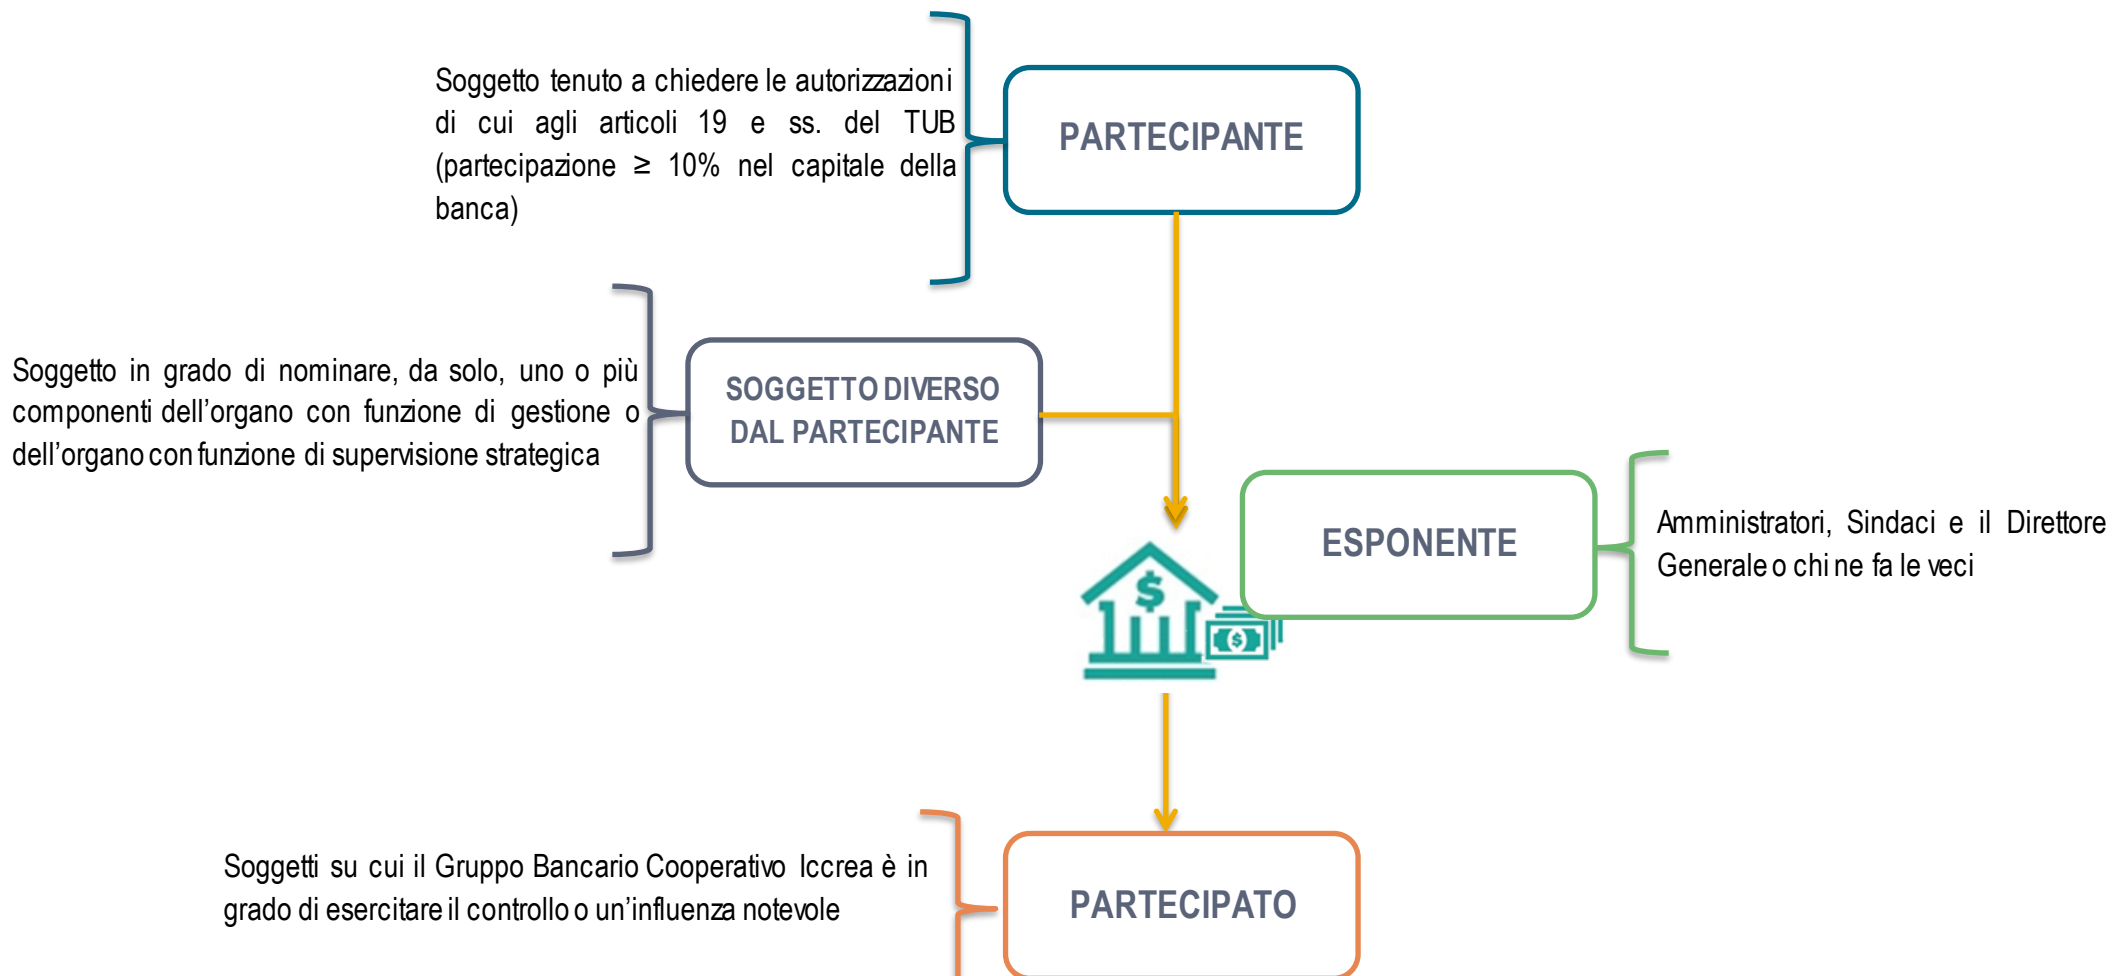 Soggetto tenuto a chiedere le autorizzazioni
di cui agli articoli 19 e ss. del TUB
(partecipazione ≥ 10% nel capitale della
banca)
PARTECIPANTE
Soggetto in grado di nominare, da solo, uno o più
componenti dell’organo con funzione di gestione o
dell’organo con funzione di supervisione strategica
SOGGETTO DIVERSO
DAL PARTECIPANTE
ESPONENTE
Amministratori, Sindaci e il Direttore
Generale o chi ne fa le veci
$
$
Soggetti su cui il Gruppo Bancario Cooperativo Iccrea è in
grado di esercitare il controllo o un’influenza notevole
PARTECIPATO